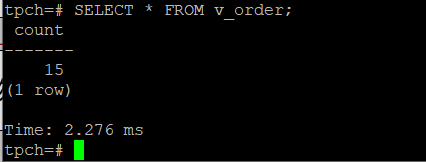 tpch=# SELECT * FROM v_order;
 count
-------
    15
(1 row)

Time: 2.276 ms
tpch=#